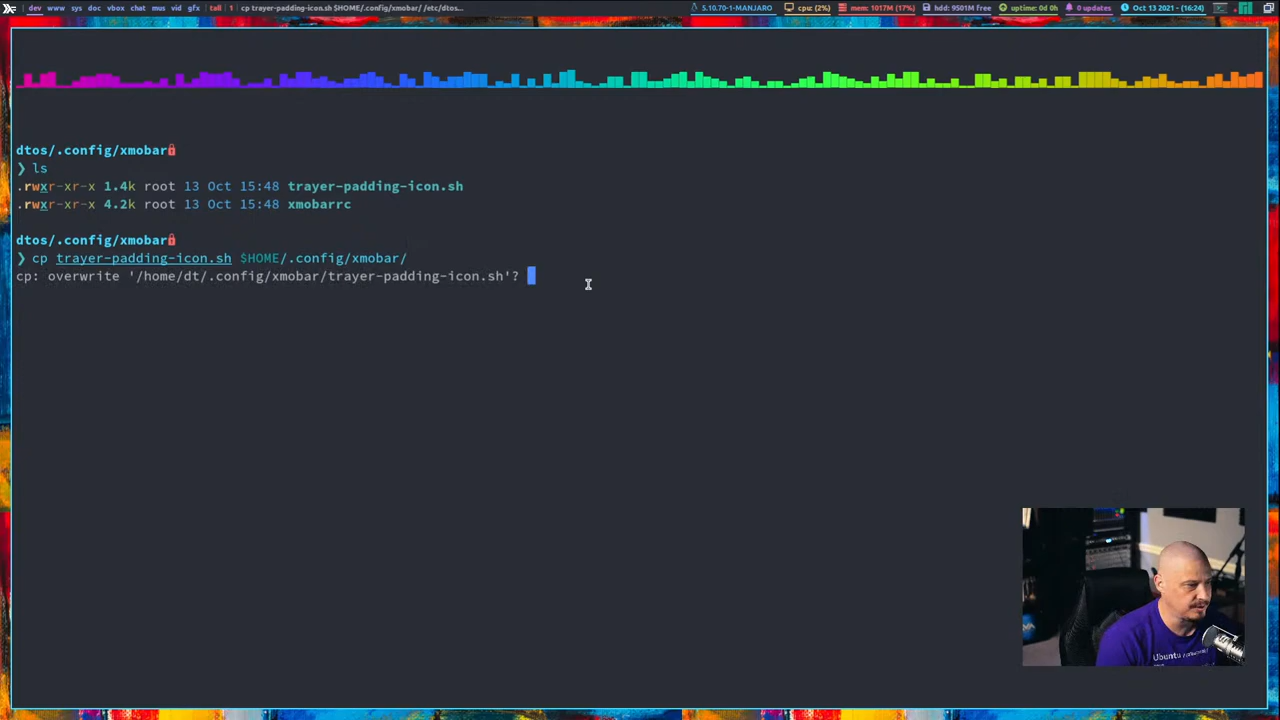 dev www sys doc vbox chat mus vid gfx | tall | 1 | cp trayer-padding-icon.sh $HOME/.config/xmobar/ /etc/dtos... 5.10.70-1-MANJARO cpu: (2%) mem: 1017M (17%) hdd: 9501M free uptime: 0d 0h 0 updates Oct 13 2021 - (16:24)
dtos/.config/xmobar
❯ ls
.rwxr-xr-x 1.4k root 13 Oct 15:48 trayer-padding-icon.sh
.rwxr-xr-x 4.2k root 13 Oct 15:48 xmobarrc
dtos/.config/xmobar
❯ cp trayer-padding-icon.sh $HOME/.config/xmobar/
cp: overwrite '/home/dt/.config/xmobar/trayer-padding-icon.sh'?
Ubuntu